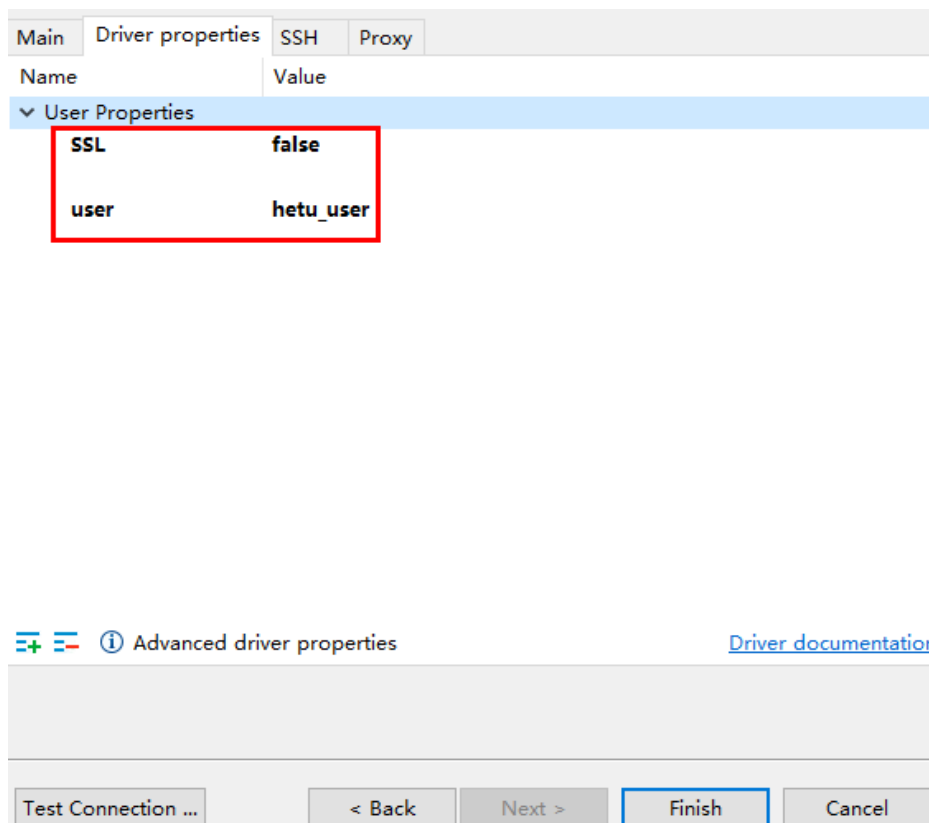 Main Driver properties SSH Proxy
Name Value
User Properties
SSL false
user hetu_user
Advanced driver properties Driver documentation
Test Connection ... < Back Next > Finish Cancel